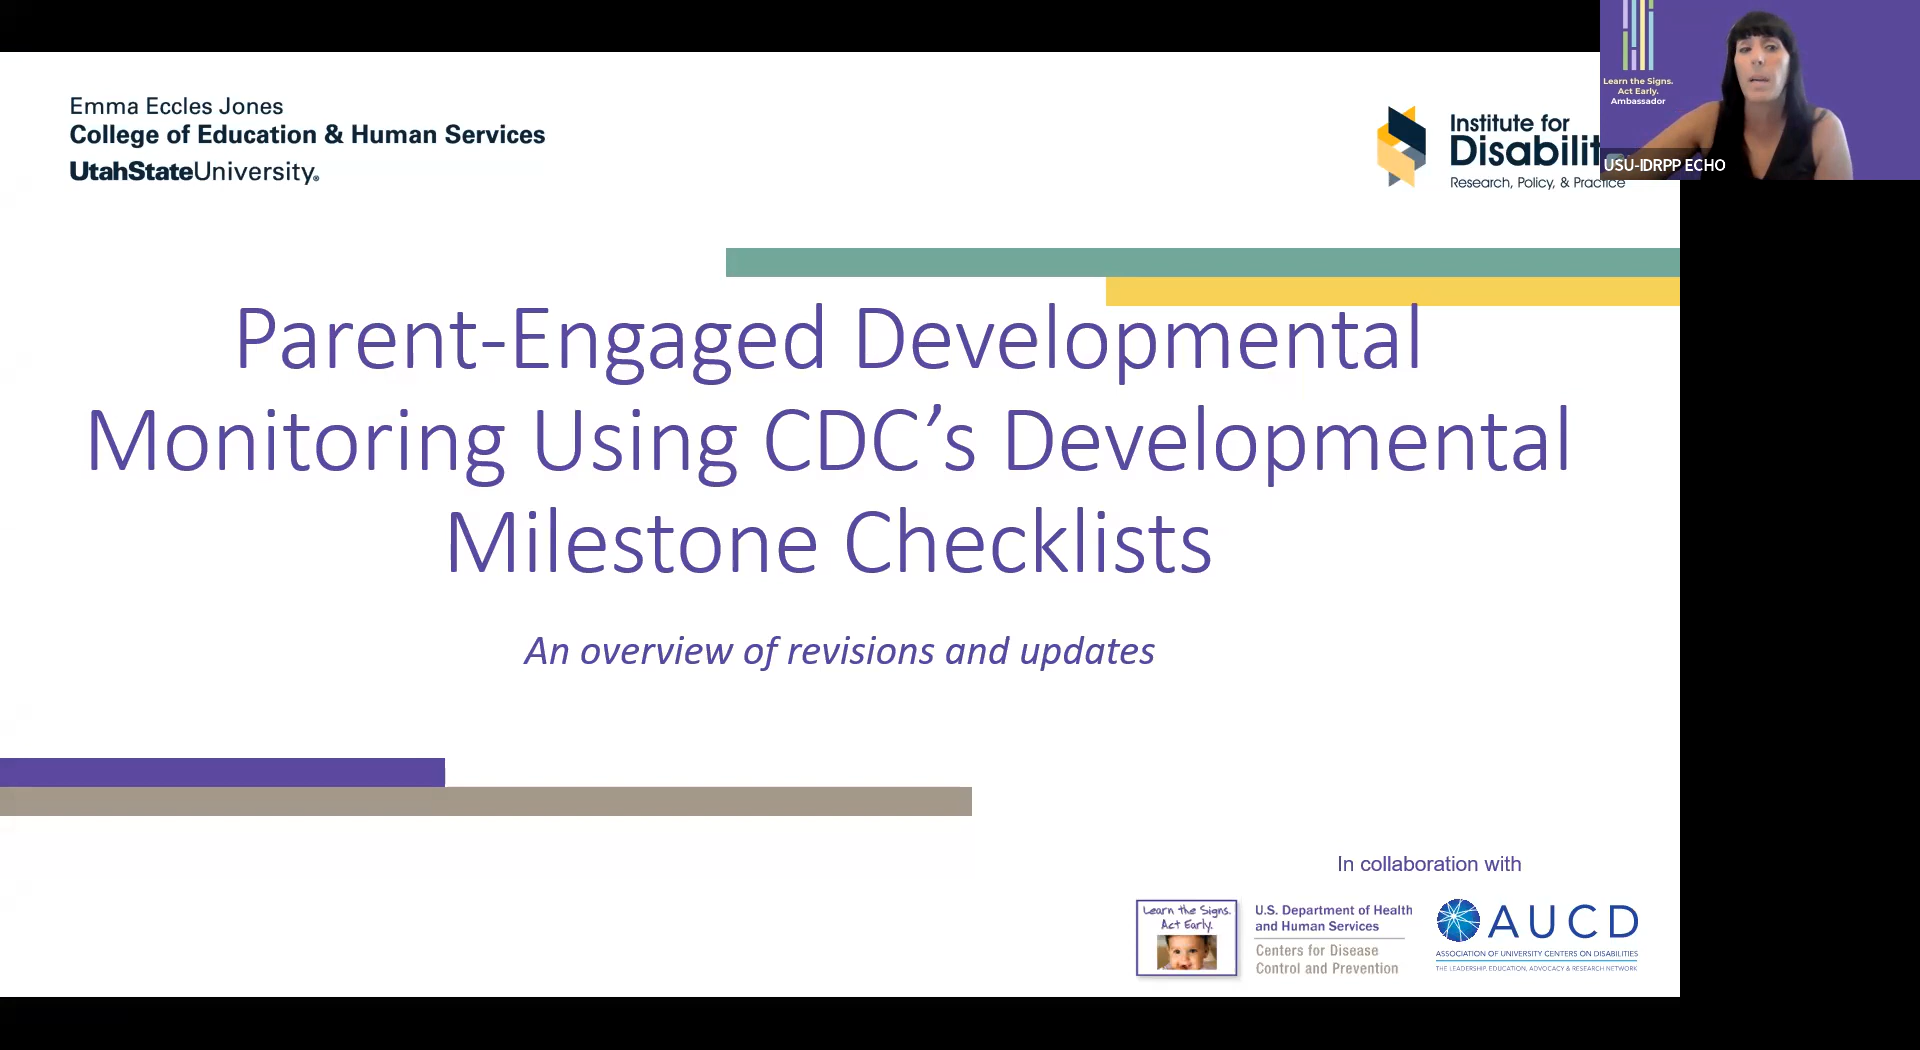 Emma Eccles Jones
College of Education & Human Services
UtahStateUniversity®
Institute for
Disabilit
Research, Policy, & Practice
Learn the Signs.
Act Early.
Ambassador
USU-IDRPP ECHO
Parent-Engaged Developmental
Monitoring Using CDC’s Developmental
Milestone Checklists
An overview of revisions and updates
In collaboration with
Learn the Signs.
Act Early.
U.S. Department of Health
and Human Services
Centers for Disease
Control and Prevention
AUCD
ASSOCIATION OF UNIVERSITY CENTERS ON DISABILITIES
THE LEADERSHIP, EDUCATION, ADVOCACY & RESEARCH NETWORK